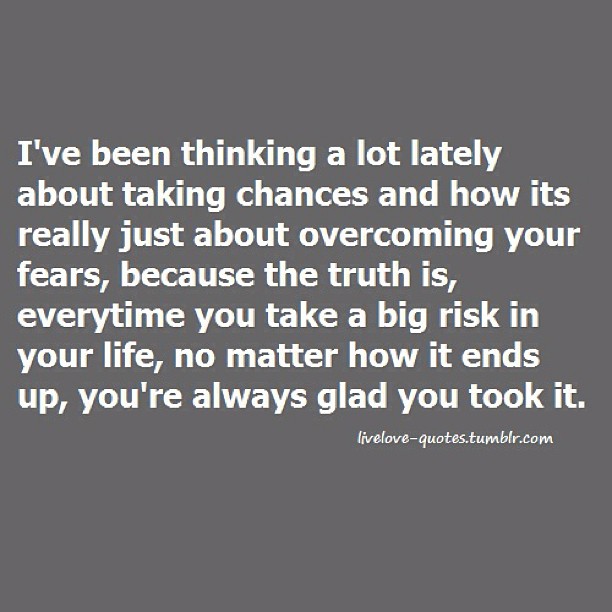 I've been thinking a lot lately
about taking chances and how its
really just about overcoming your
fears, because the truth is,
everytime you take a big risk in
your life, no matter how it ends
up, you're always glad you took it.
livelove-quotes.tumblr.com